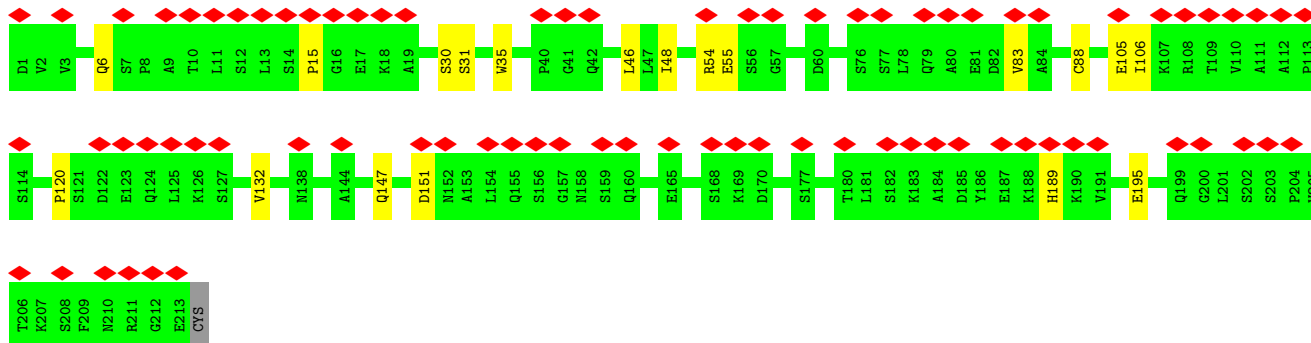 D1 V2 V3 Q6 S7 P8 A9 T10 L11 S12 L13 S14 P15 G16 E17 K18 A19 S30 S31 W35 P40 G41 Q42 L46 L47 I48 R54 E55 S56 G57 D60 S76 S77 L78 Q79 A80 E81 D82 V83 A84 C88 E105 I106 K107 R108 T109 V110 A111 A112 P113
S114 P120 S121 D122 E123 Q124 L125 K126 S127 V132 N138 A144 Q147 D151 N152 A153 L154 Q155 S156 G157 N158 S159 Q160 E165 S168 K169 D170 S177 T180 L181 S182 K183 A184 D185 Y186 E187 K188 H189 K190 V191 E195 Q199 G200 L201 S202 S203 P204
T206 K207 S208 F209 N210 R211 G212 E213 CYS